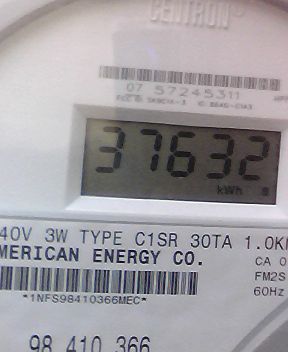 CENTRON®
07 57245311
37632
kWh
40V 3W TYPE C1SR 30TA 1.0K
MERICAN ENERGY CO.
CA 0
FM2S
60Hz
*1NFS98410366MEC*
98 410 366